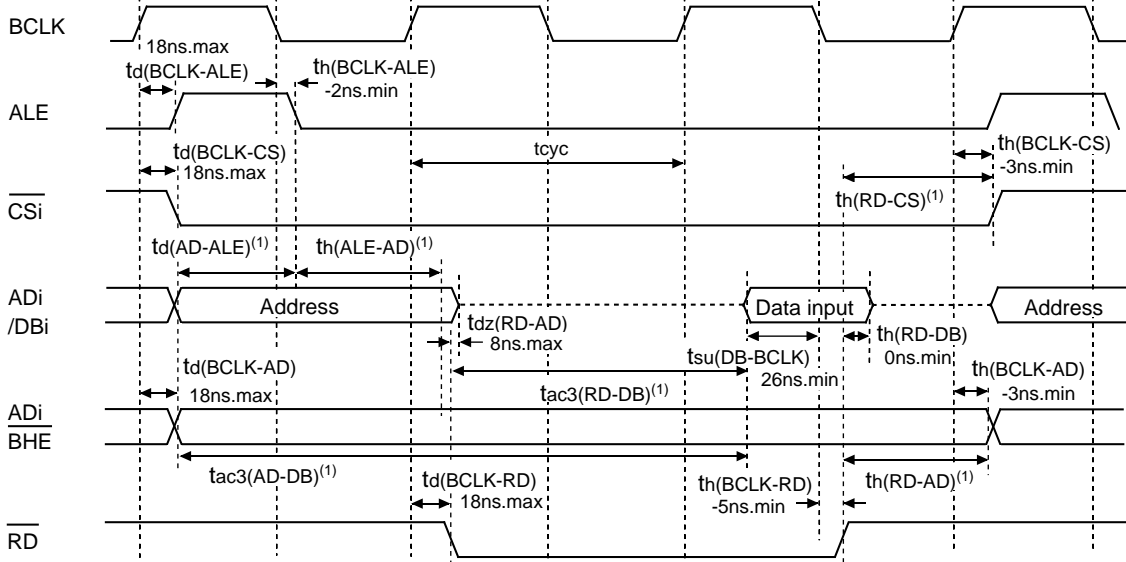 BCLK
18ns.max
td(BCLK-ALE)
th(BCLK-ALE)
-2ns.min
ALE
td(BCLK-CS)
18ns.max
tcyc
th(BCLK-CS)
-3ns.min
th(RD-CS)(1)
CSi
td(AD-ALE)(1)
th(ALE-AD)(1)
ADi
/DBi
Address
Data input
Address
tdz(RD-AD)
8ns.max
th(RD-DB)
0ns.min
tsu(DB-BCLK)
26ns.min
td(BCLK-AD)
18ns.max
th(BCLK-AD)
-3ns.min
tac3(RD-DB)(1)
ADi
BHE
tac3(AD-DB)(1)
td(BCLK-RD)
18ns.max
th(BCLK-RD)
-5ns.min
th(RD-AD)(1)
RD